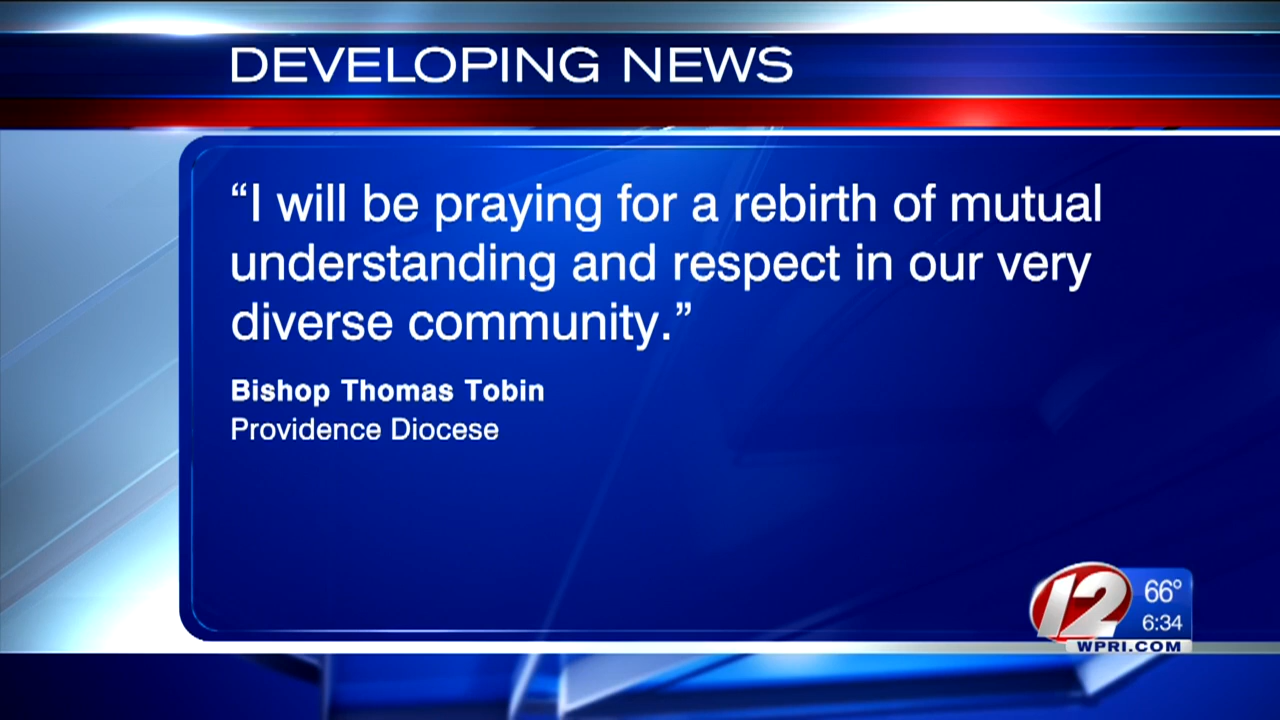 DEVELOPING NEWS
“I will be praying for a rebirth of mutual
understanding and respect in our very
diverse community.”
Bishop Thomas Tobin
Providence Diocese
12
66°
6:34
WPRI.COM